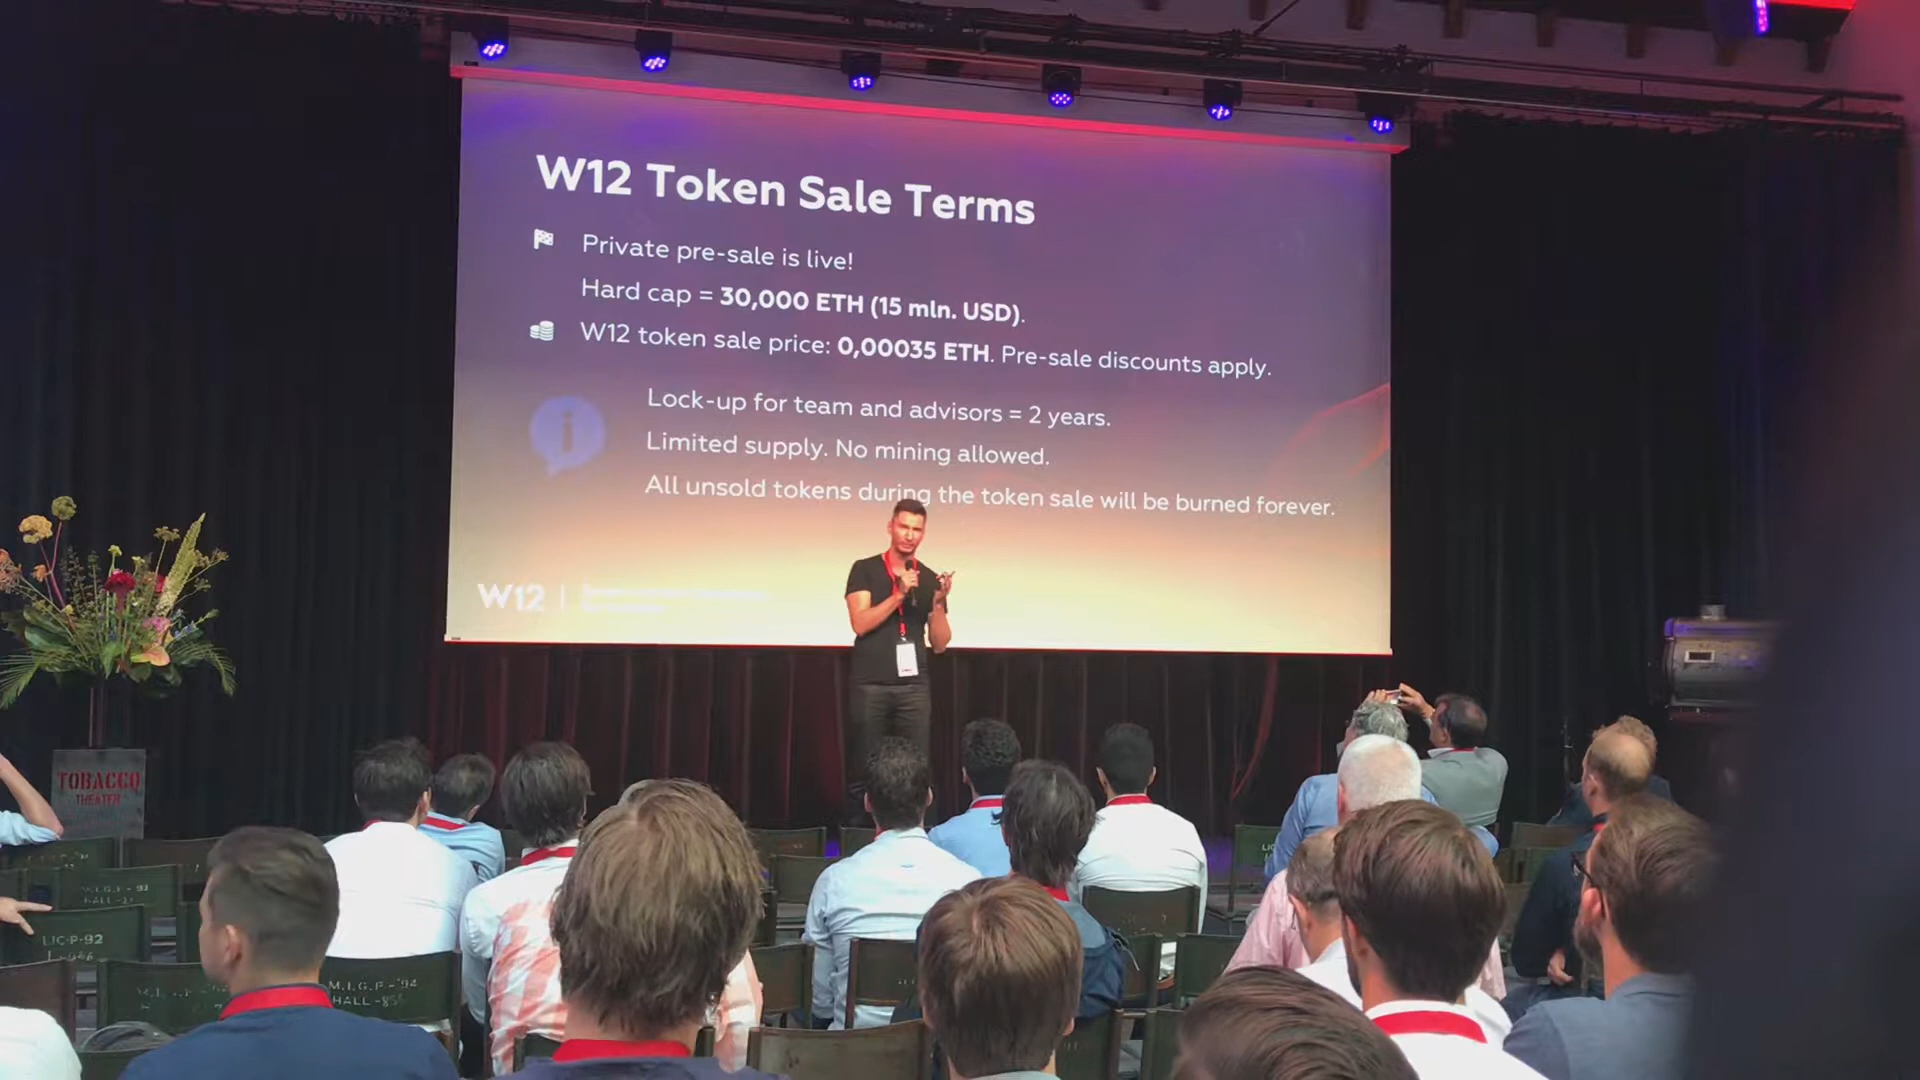 W12 Token Sale Terms
Private pre-sale is live!
Hard cap = 30,000 ETH (15 mln. USD).
W12 token sale price: 0,00035 ETH. Pre-sale discounts apply.
i
Lock-up for team and advisors = 2 years.
Limited supply. No mining allowed.
All unsold tokens during the token sale will be burned forever.
W12
TOBACCO
THEATER
LIC-P-92
M.I.G.P - '94
HALL